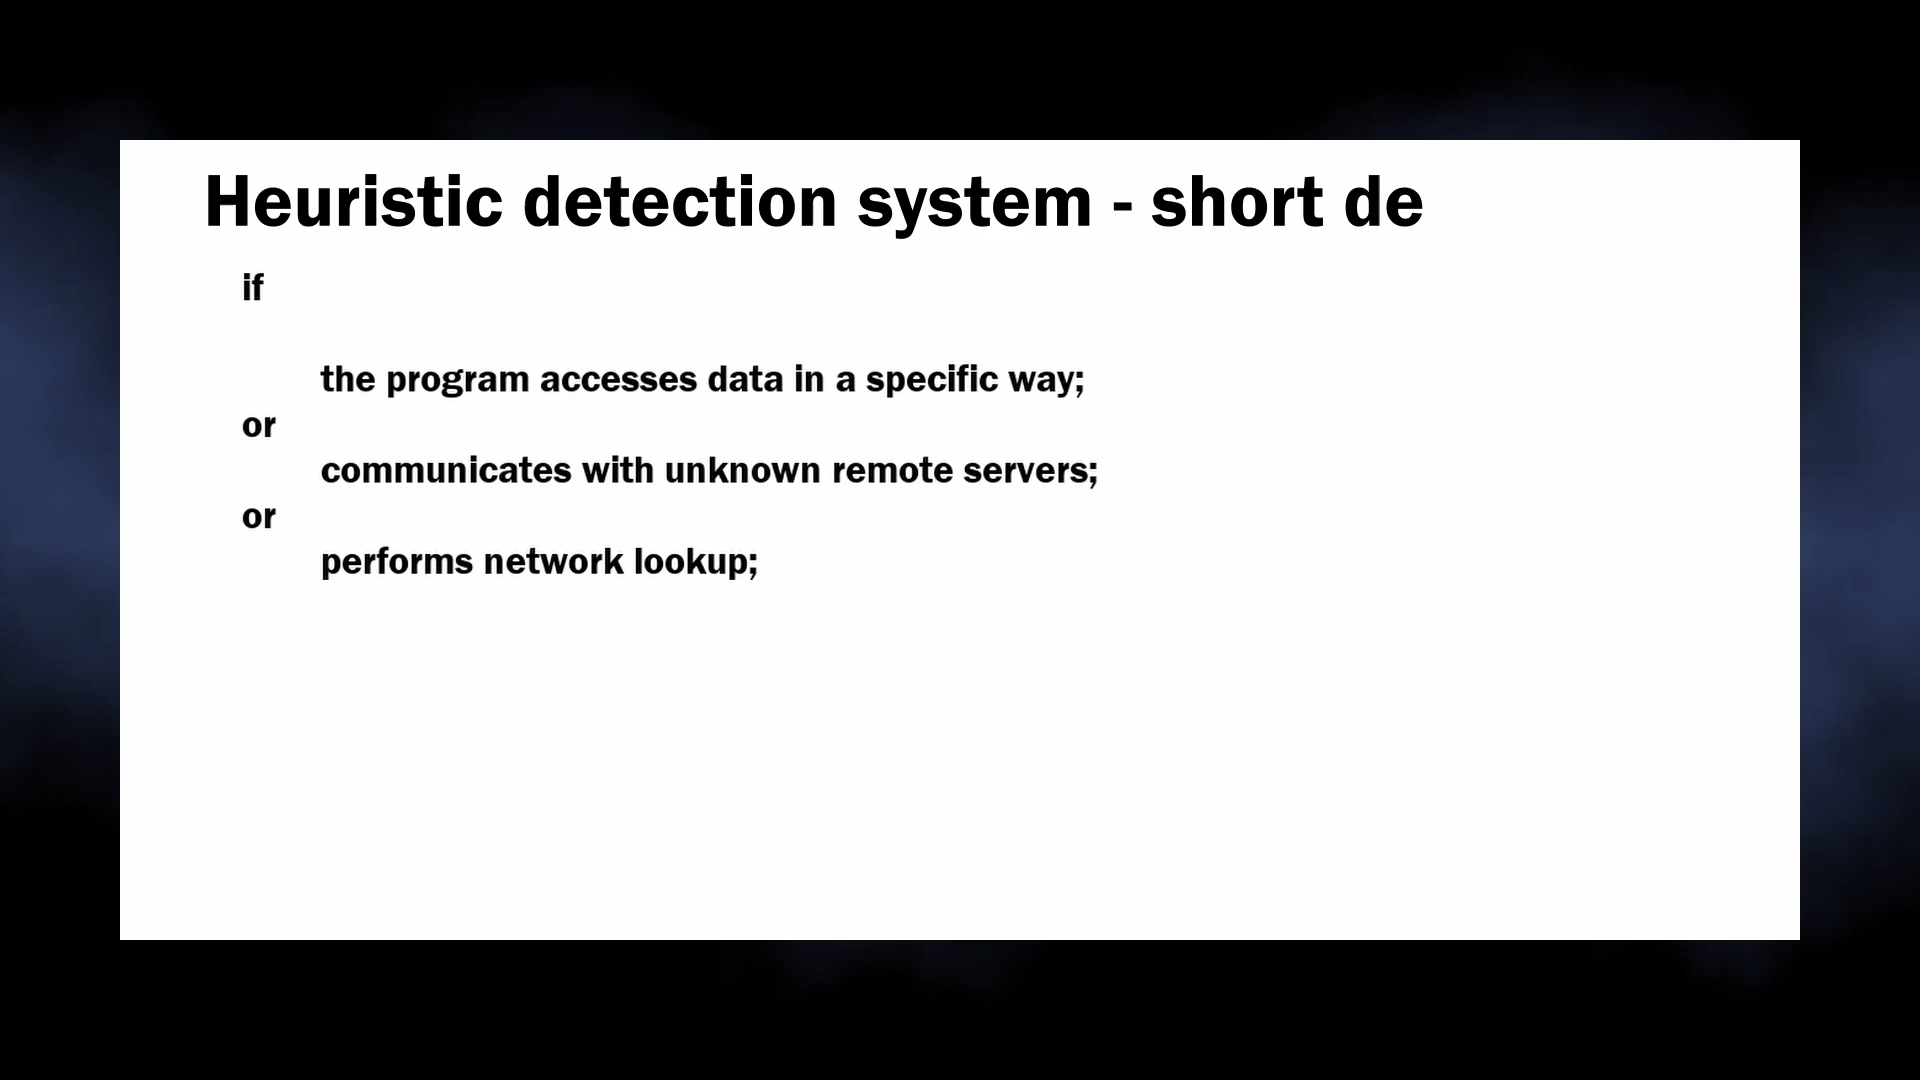 Heuristic detection system - short de
if
the program accesses data in a specific way;
or
communicates with unknown remote servers;
or
performs network lookup;